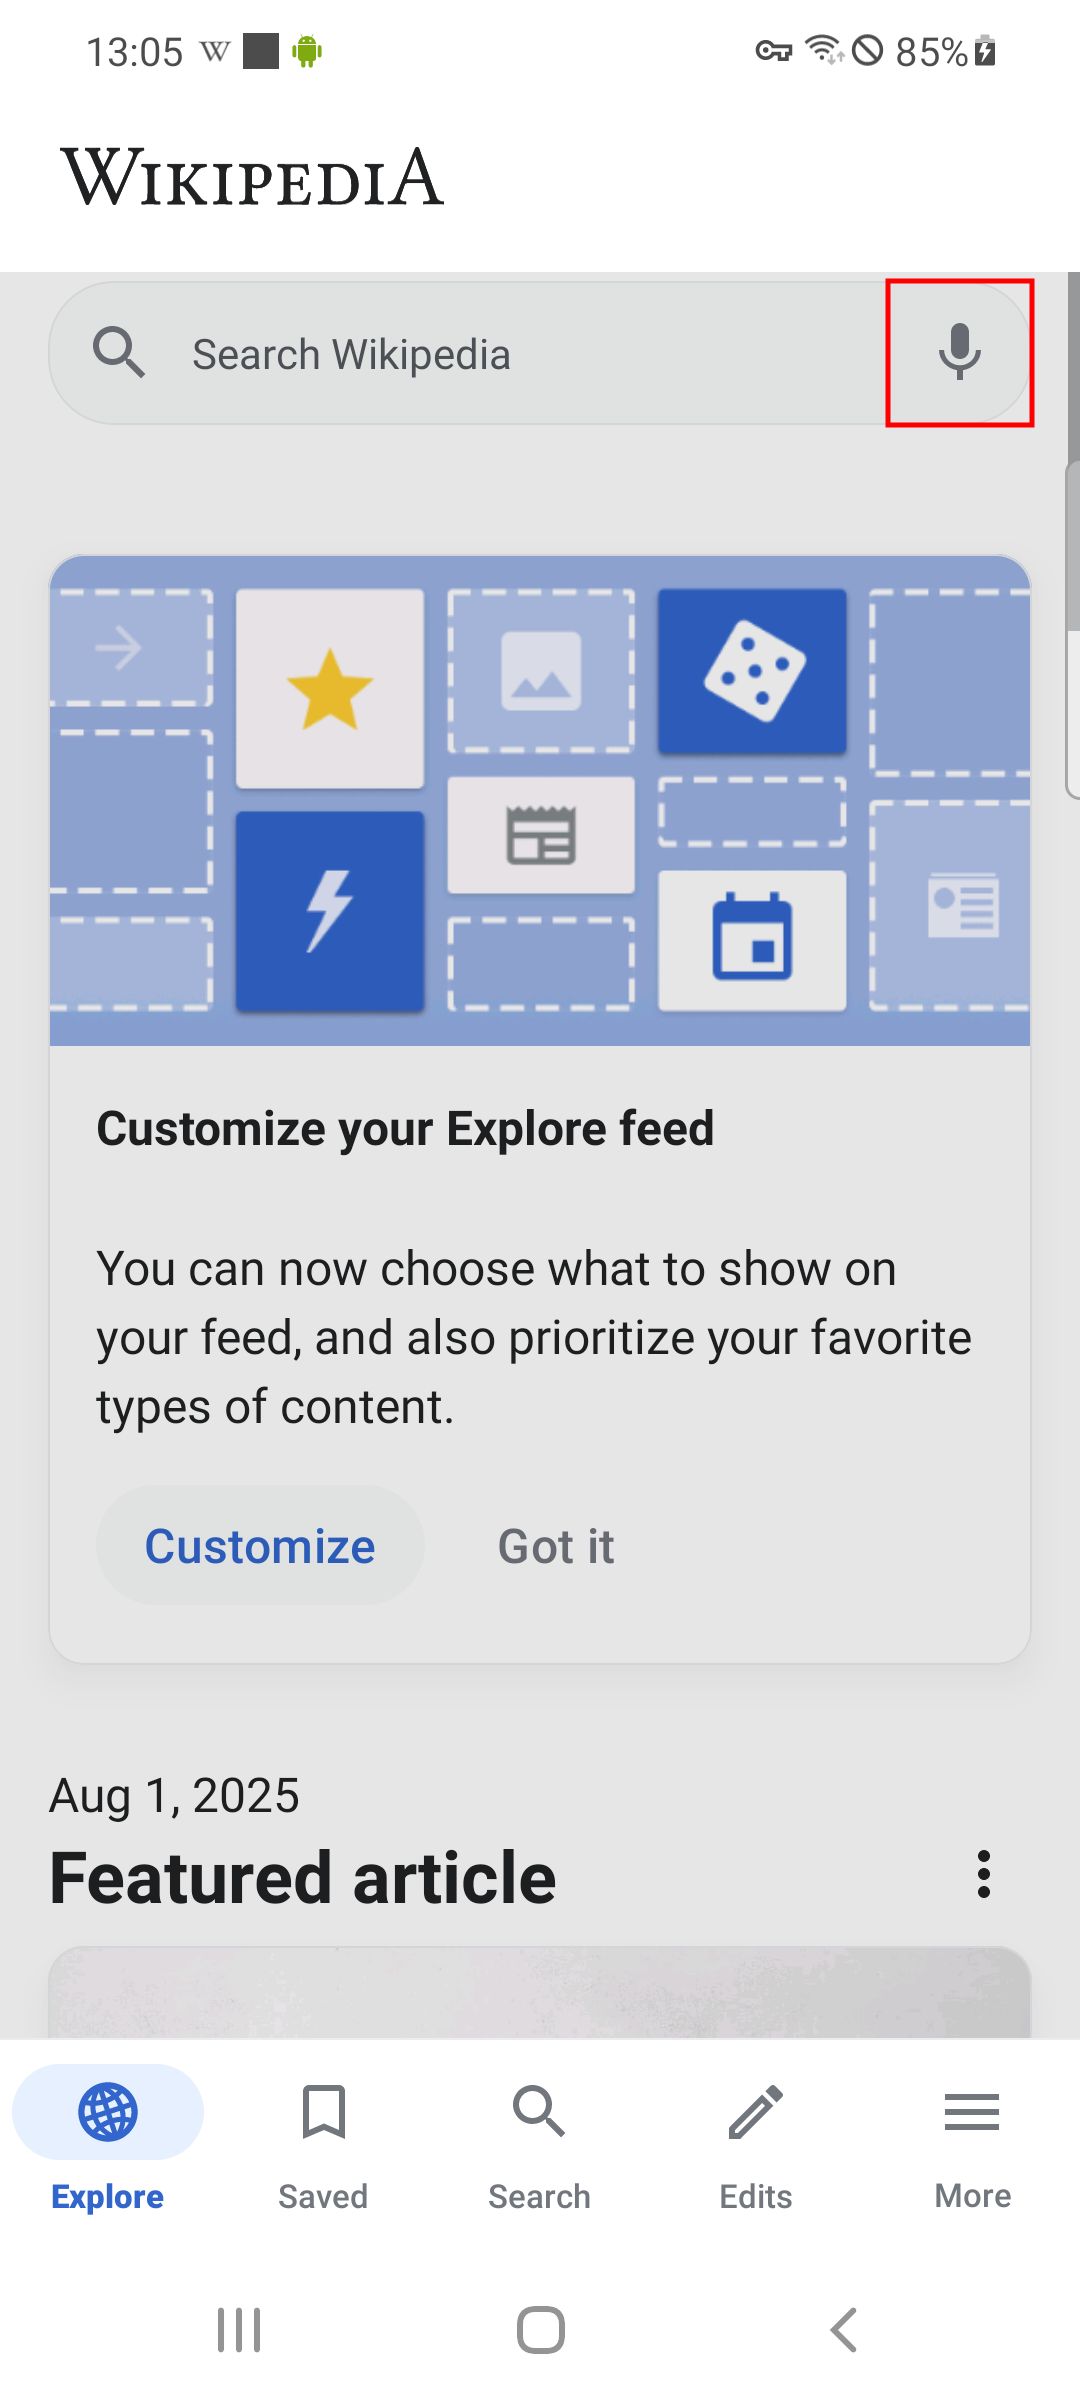 13:05 W 85%
WIKIPEDIA
Search Wikipedia
Customize your Explore feed
You can now choose what to show on
your feed, and also prioritize your favorite
types of content.
Customize Got it
Aug 1, 2025
Featured article
Explore Saved Search Edits More